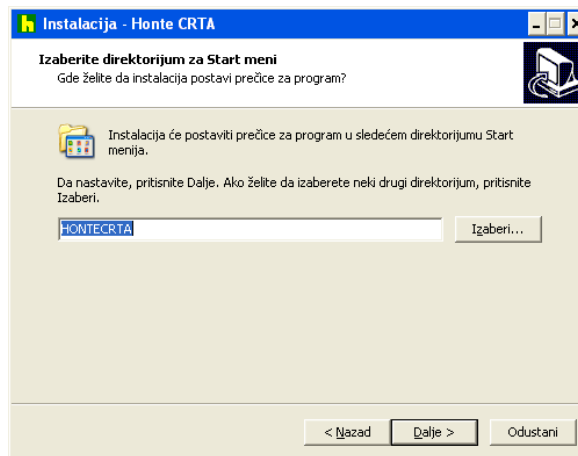 Instalacija - Honte CRTA
Izaberite direktorijum za Start meni
Gde želite da instalacija postavi prečice za program?
Instalacija će postaviti prečice za program u sledećem direktorijumu Start
menija.
Da nastavite, pritisnite Dalje. Ako želite da izaberete neki drugi direktorijum, pritisnite
Izaberi.
HONTECRTA
Izaberi...
< Nazad
Dalje >
Odustani